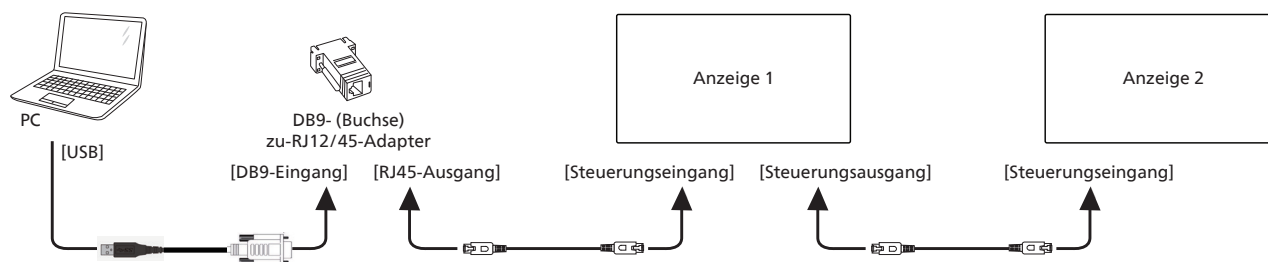 PC
[USB]
DB9- (Buchse)
zu-RJ12/45-Adapter
[DB9-Eingang]
[RJ45-Ausgang]
Anzeige 1
[Steuerungseingang]
[Steuerungsausgang]
Anzeige 2
[Steuerungseingang]